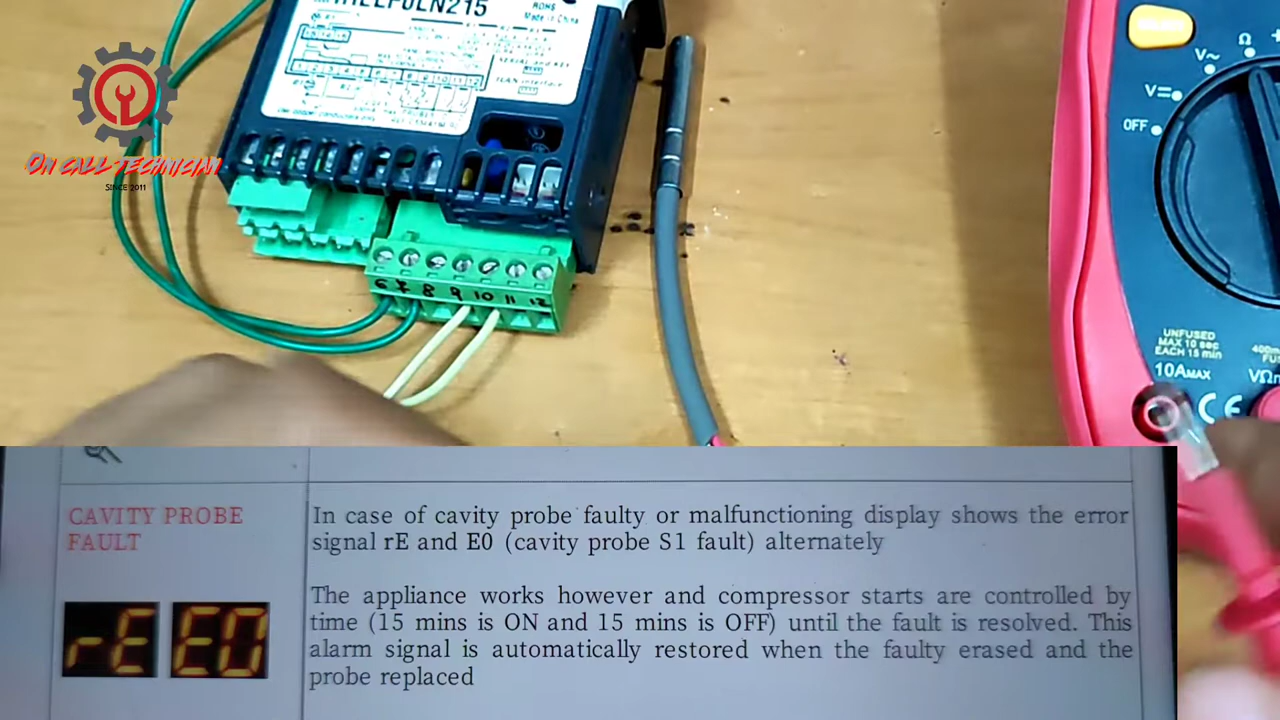 ROHS
Made in China
OFF
V=
V~
Ω
UNFUSED
MAX 10 sec
EACH 15 min
10AMAX
CE
6 7 8 9 10 11 12
ON CALL TECHNICIAN
SINCE 2011
CAVITY PROBE
FAULT
rE E0
In case of cavity probe faulty or malfunctioning display shows the error
signal rE and E0 (cavity probe S1 fault) alternately
The appliance works however and compressor starts are controlled by
time (15 mins is ON and 15 mins is OFF) until the fault is resolved. This
alarm signal is automatically restored when the faulty erased and the
probe replaced